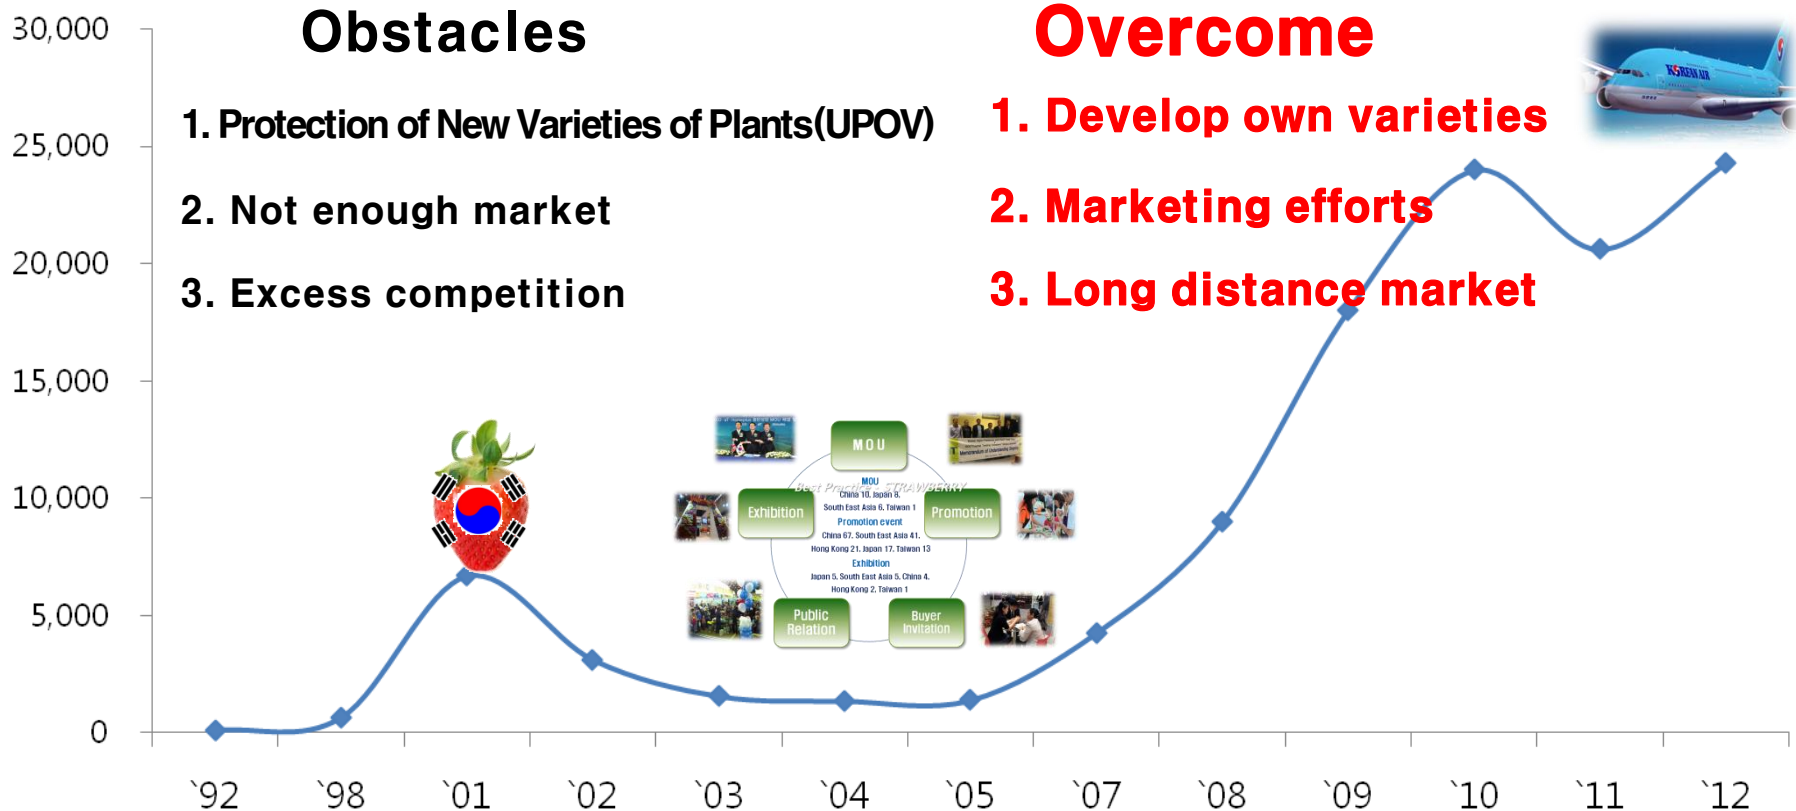 Obstacles
1. Protection of New Varieties of Plants(UPOV)
2. Not enough market
3. Excess competition
Overcome
1. Develop own varieties
2. Marketing efforts
3. Long distance market
KOREAN AIR
30,000
25,000
20,000
15,000
10,000
5,000
0
MOU
Exhibition
Promotion
Public
Relation
Buyer
Invitation
Best Practice - STRAWBERRY
MOU
China 10, Japan 8,
South East Asia 6, Taiwan 1
Promotion event
China 67, South East Asia 41,
Hong Kong 21, Japan 17, Taiwan 13
Exhibition
Japan 5, South East Asia 5, China 4,
Hong Kong 2, Taiwan 1
`92 `98 `01 `02 `03 `04 `05 `07 `08 `09 `10 `11 `12